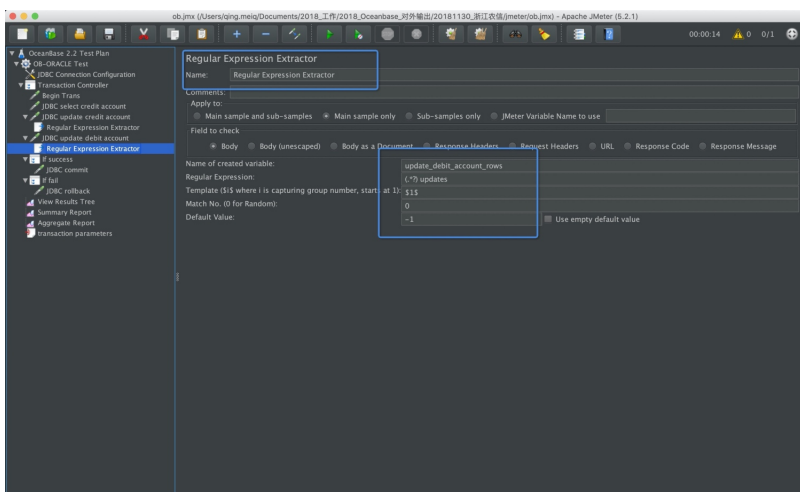 ob.jmx (/Users/qing.meiq/Documents/2018_工作/2018_Oceanbase_对外输出/20181130_浙江农信/jmeter/ob.jmx) - Apache JMeter (5.2.1)
00:00:14 0 0/1
OceanBase 2.2 Test Plan
OB-ORACLE Test
JDBC Connection Configuration
Transaction Controller
Begin Trans
JDBC select credit account
JDBC update credit account
Regular Expression Extractor
JDBC update debit account
Regular Expression Extractor
If success
JDBC commit
If fail
JDBC rollback
View Results Tree
Summary Report
Aggregate Report
transaction parameters
Regular Expression Extractor
Name: Regular Expression Extractor
Comments:
Apply to:
Main sample and sub-samples Main sample only Sub-samples only JMeter Variable Name to use
Field to check
Body Body (unescaped) Body as a Document Response Headers Request Headers URL Response Code Response Message
Name of created variable: update_debit_account_rows
Regular Expression: (.*?) updates
Template ($i$ where i is capturing group number, starts at 1): $1$
Match No. (0 for Random): 0
Default Value: -1 Use empty default value